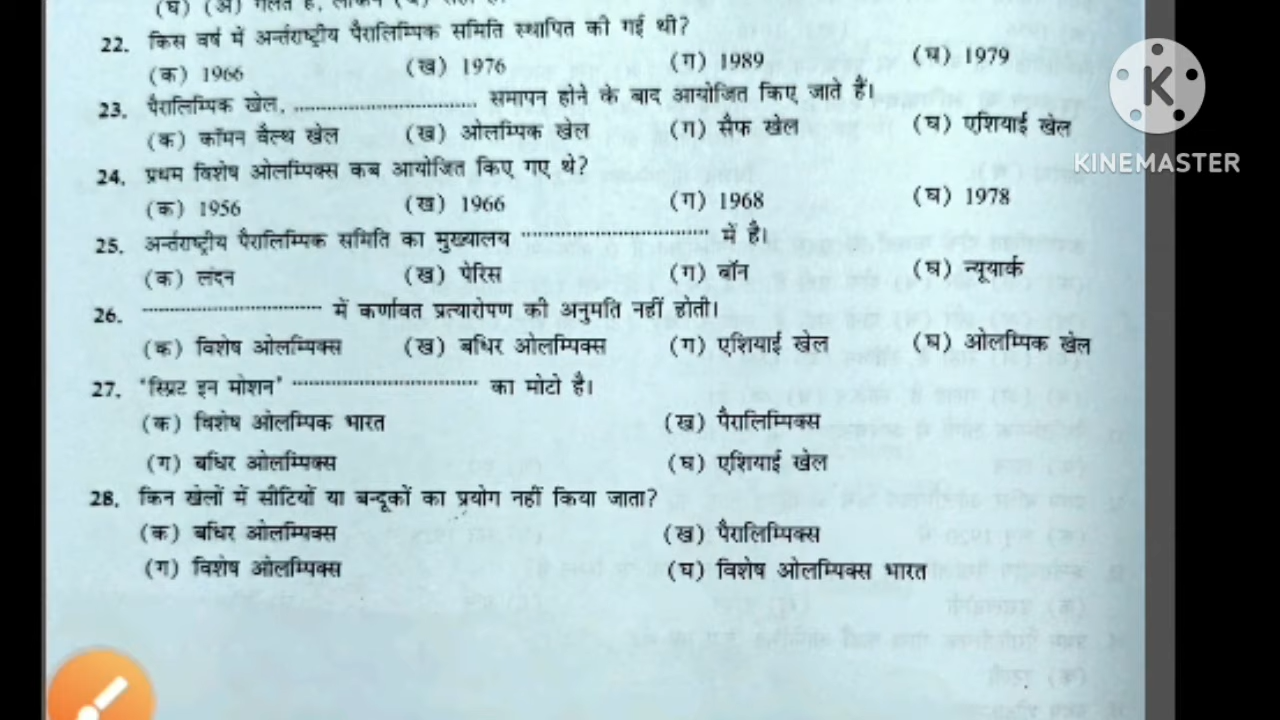 (घ) (अ) गलत है, लेकिन
22. किस वर्ष में अर्न्तराष्ट्रीय पैरालिम्पिक समिति स्थापित की गई थी?
(क) 1966 (ख) 1976 (ग) 1989 (घ) 1979
23. पैरालिम्पिक खेल, ................................ समापन होने के बाद आयोजित किए जाते हैं।
(क) कॉमन वैल्थ खेल (ख) ओलम्पिक खेल (ग) सैफ खेल (घ) एशियाई खेल
KINEMASTER
24. प्रथम विशेष ओलम्पिक्स कब आयोजित किए गए थे?
(क) 1956 (ख) 1966 (ग) 1968 (घ) 1978
25. अर्न्तराष्ट्रीय पैरालिम्पिक समिति का मुख्यालय ................................ में है।
(क) लंदन (ख) पेरिस (ग) बॉन (घ) न्यूयार्क
26. ................................ में कर्णावत प्रत्यारोपण की अनुमति नहीं होती।
(क) विशेष ओलम्पिक्स (ख) बधिर ओलम्पिक्स (ग) एशियाई खेल (घ) ओलम्पिक खेल
27. 'स्प्रिट इन मोशन' ................................ का मोटो है।
(क) विशेष ओलम्पिक भारत (ख) पैरालिम्पिक्स
(ग) बधिर ओलम्पिक्स (घ) एशियाई खेल
28. किन खेलों में सीटियों या बन्दूकों का प्रयोग नहीं किया जाता?
(क) बधिर ओलम्पिक्स (ख) पैरालिम्पिक्स
(ग) विशेष ओलम्पिक्स (घ) विशेष ओलम्पिक्स भारत